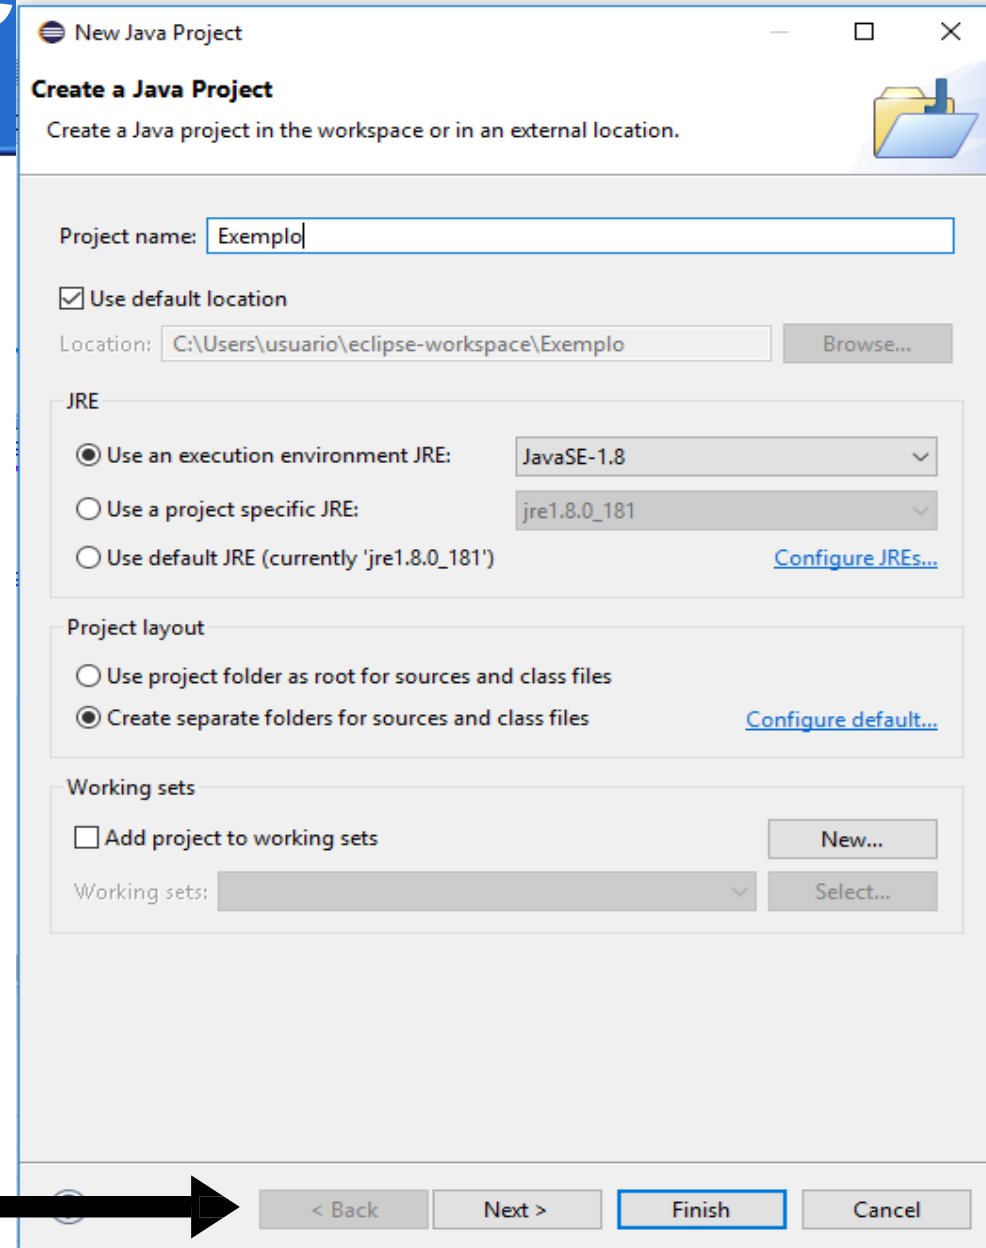 New Java Project
Create a Java Project
Create a Java project in the workspace or in an external location.
Project name: Exemplo
Use default location
Location: C:\Users\usuario\eclipse-workspace\Exemplo Browse...
JRE
Use an execution environment JRE: JavaSE-1.8
Use a project specific JRE: jre1.8.0_181
Use default JRE (currently 'jre1.8.0_181') Configure JREs...
Project layout
Use project folder as root for sources and class files
Create separate folders for sources and class files Configure default...
Working sets
Add project to working sets New...
Working sets: Select...
< Back Next > Finish Cancel